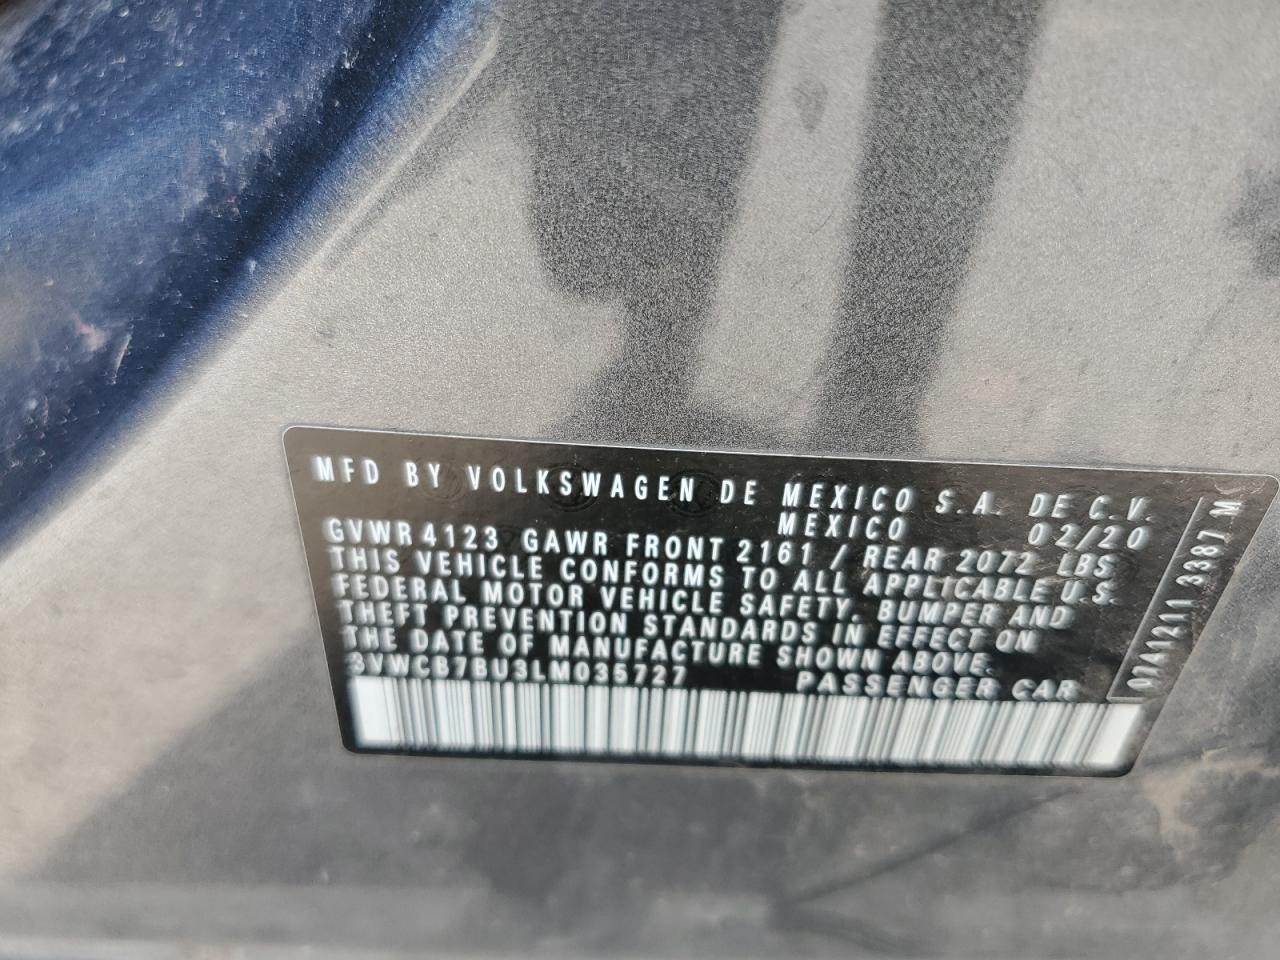 MFD BY VOLKSWAGEN DE MEXICO S.A. DE C.V.
MEXICO 02/20
GVWR 4123 GAWR FRONT 2161 / REAR 2072 LBS
THIS VEHICLE CONFORMS TO ALL APPLICABLE U.S.
FEDERAL MOTOR VEHICLE SAFETY, BUMPER AND
THEFT PREVENTION STANDARDS IN EFFECT ON
THE DATE OF MANUFACTURE SHOWN ABOVE.
3VWCB7BU3LM035727 PASSENGER CAR
3387